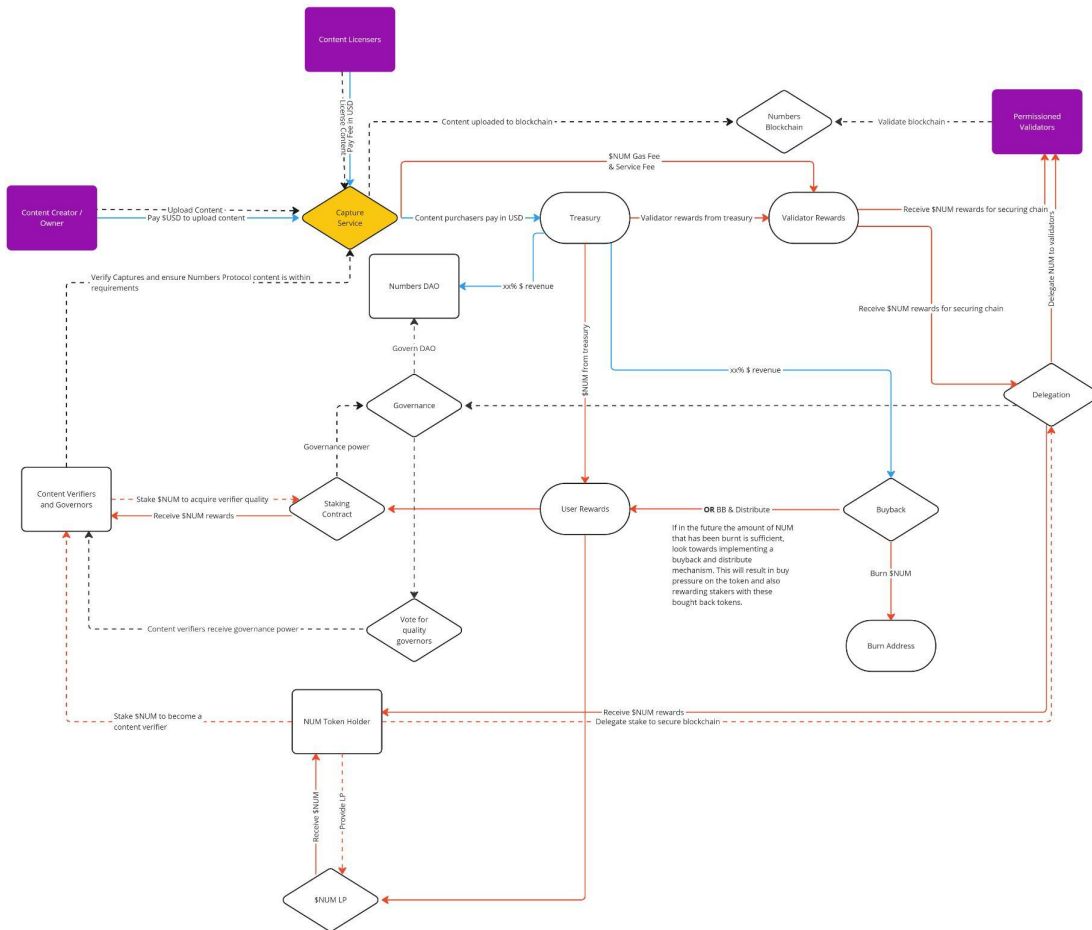 Content Licensers
Pay Fee in USD
License Content
Numbers
Blockchain
Permissioned
Validators
Content uploaded to blockchain
Validate blockchain
$NUM Gas Fee
& Service Fee
Content Creator /
Owner
Upload Content
Pay $USD to upload content
Capture
Service
Content purchasers pay in USD
Treasury
Validator rewards from treasury
Validator Rewards
Receive $NUM rewards for securing chain
Delegate NUM to validators
Verify Captures and ensure Numbers Protocol content is within
requirements
Numbers DAO
xx% $ revenue
Receive $NUM rewards for securing chain
Govern DAO
$NUM from treasury
xx% $ revenue
Governance
Delegation
Governance power
Content Verifiers
and Governors
Stake $NUM to acquire verifier quality
Receive $NUM rewards
Staking
Contract
User Rewards
OR BB & Distribute
Buyback
If in the future the amount of NUM
that has been burnt is sufficient,
look towards implementing a
buyback and distribute
mechanism. This will result in buy
pressure on the token and also
rewarding stakers with these
bought back tokens.
Burn $NUM
Content verifiers receive governance power
Vote for
quality
governors
Burn Address
Stake $NUM to become a
content verifier
NUM Token Holder
Receive $NUM rewards
Delegate stake to secure blockchain
Receive $NUM
Provide LP
$NUM LP